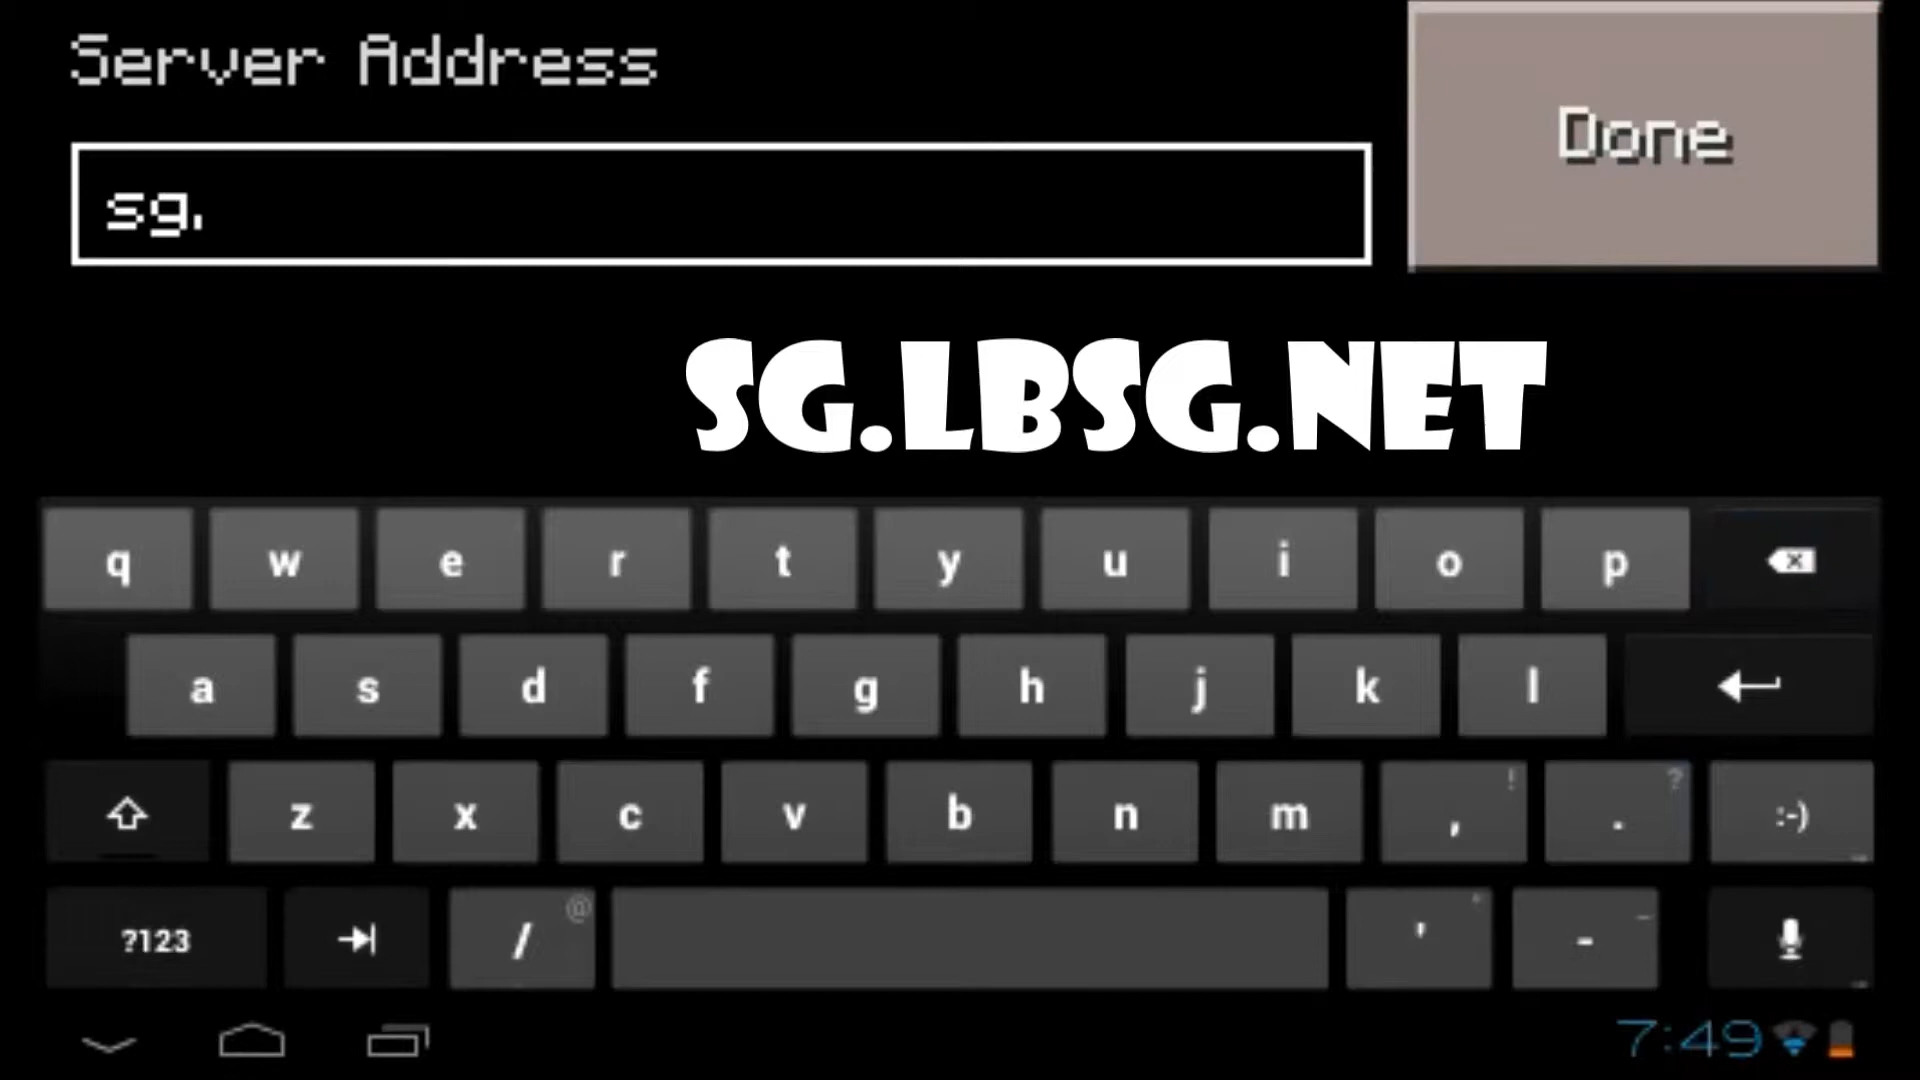 Server Address
Done
sg.
SG.LBSG.NET
q w e r t y u i o p
a s d f g h j k l
! ?
z x c v b n m , . :-)
@ " _
?123 / ' -
7:49